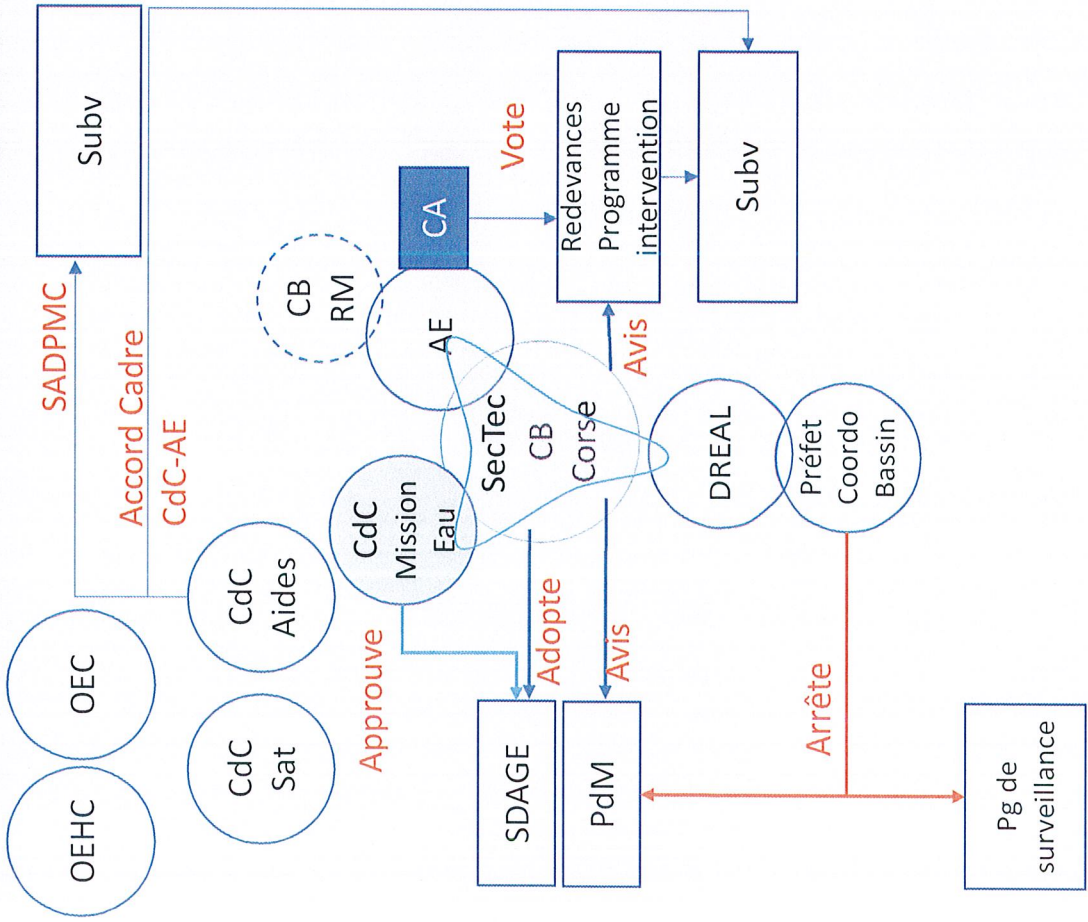 OEHC
OEC
CdC
Sat
CdC
Aides
SADPMC
Accord Cadre
CdC-AE
Subv
Approuve
CdC
Mission
Eau
CB
RM
AE
CA
Vote
SecTec
CB
Corse
Adopte
Avis
Avis
SDAGE
PdM
Redevances
Programme
intervention
Subv
DREAL
Préfet
Coordo
Bassin
Arrête
Pg de
surveillance